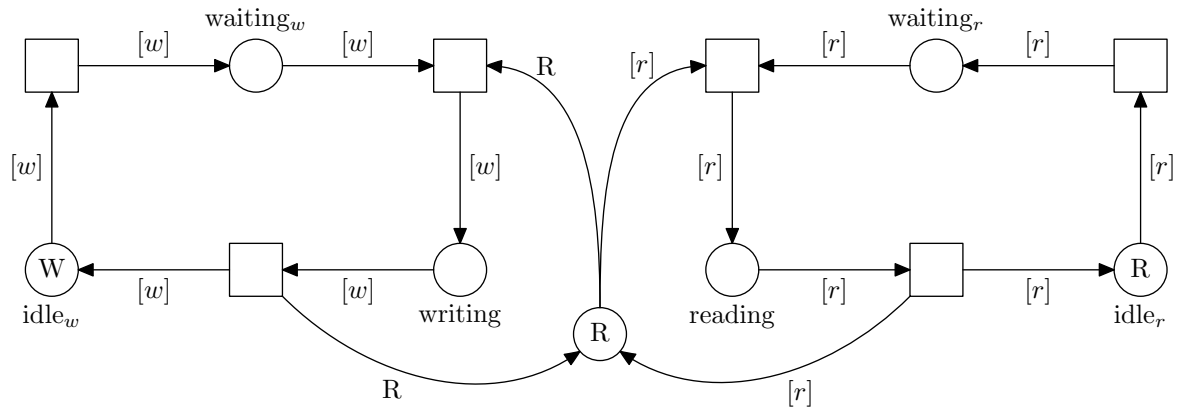 waiting_w
waiting_r
[w]
[w]
[r]
[r]
R
[r]
[w]
[w]
[r]
[r]
W
R
[w]
[w]
[r]
[r]
idle_w
writing
reading
idle_r
R
R
[r]